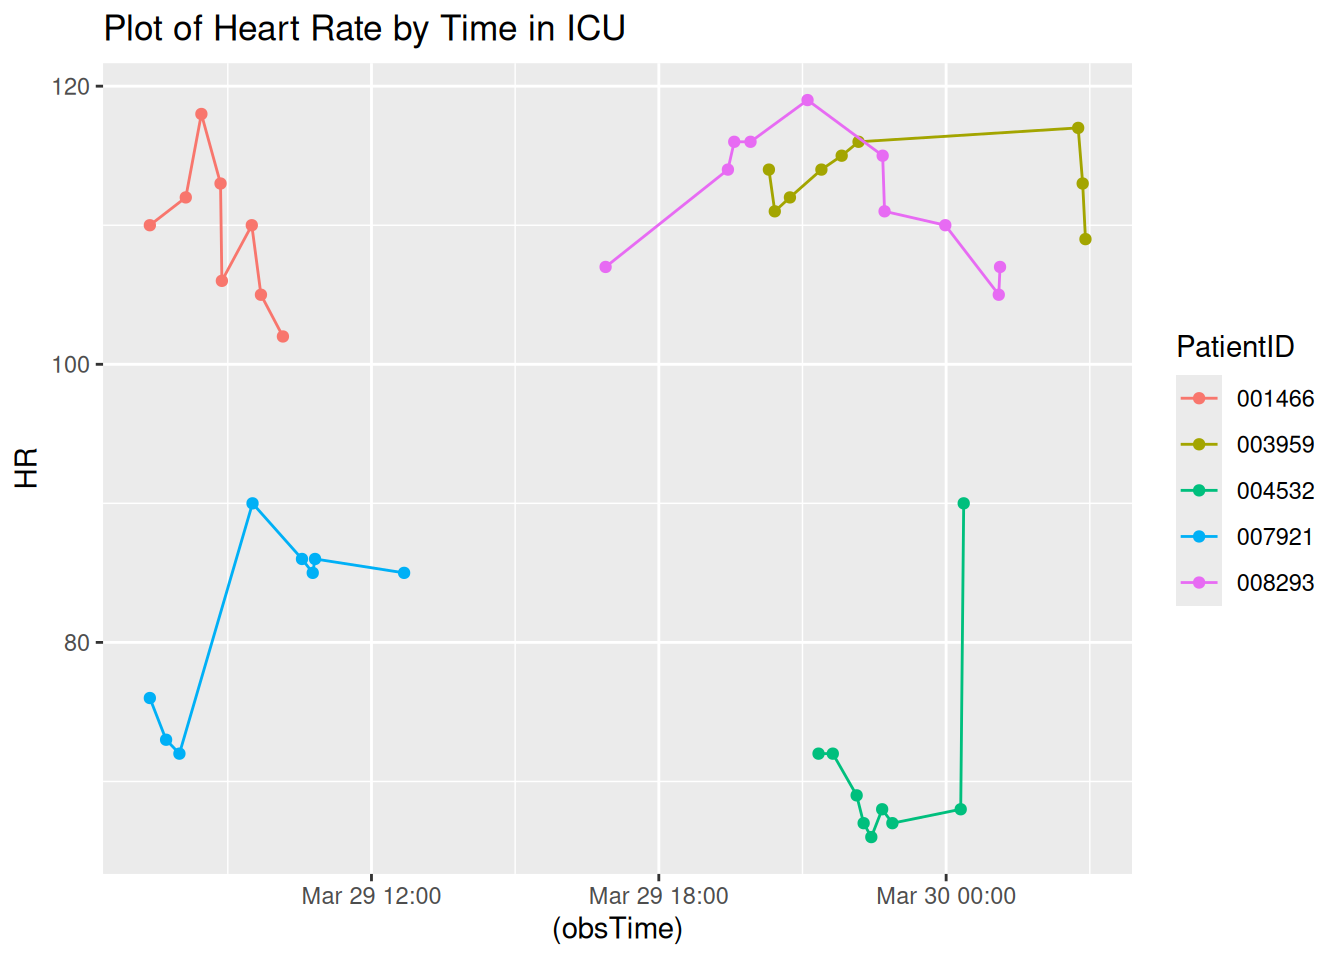 Plot of Heart Rate by Time in ICU
120
100
80
HR
Mar 29 12:00
Mar 29 18:00
Mar 30 00:00
(obsTime)
PatientID
001466
003959
004532
007921
008293